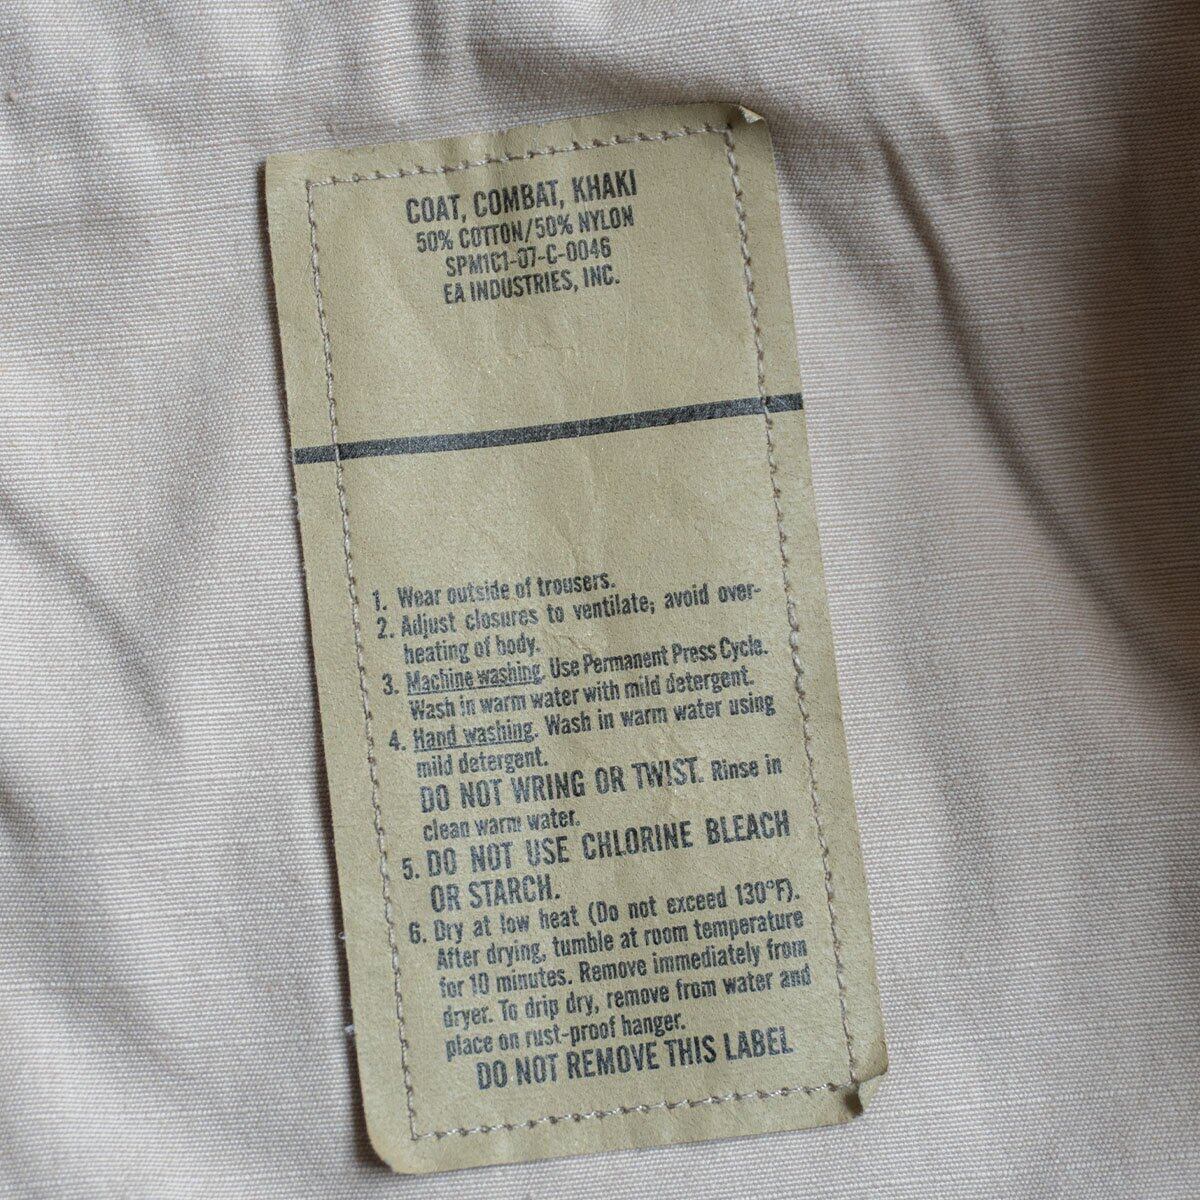 COAT, COMBAT, KHAKI
50% COTTON/50% NYLON
SPM1C1-07-C-0046
EA INDUSTRIES, INC.
1. Wear outside of trousers.
2. Adjust closures to ventilate; avoid over-
heating of body.
3. Machine washing. Use Permanent Press Cycle.
Wash in warm water with mild detergent.
4. Hand washing. Wash in warm water using
mild detergent.
DO NOT WRING OR TWIST. Rinse in
clean warm water.
5. DO NOT USE CHLORINE BLEACH
OR STARCH.
6. Dry at low heat (Do not exceed 130°F).
After drying, tumble at room temperature
for 10 minutes. Remove immediately from
dryer. To drip dry, remove from water and
place on rust-proof hanger.
DO NOT REMOVE THIS LABEL